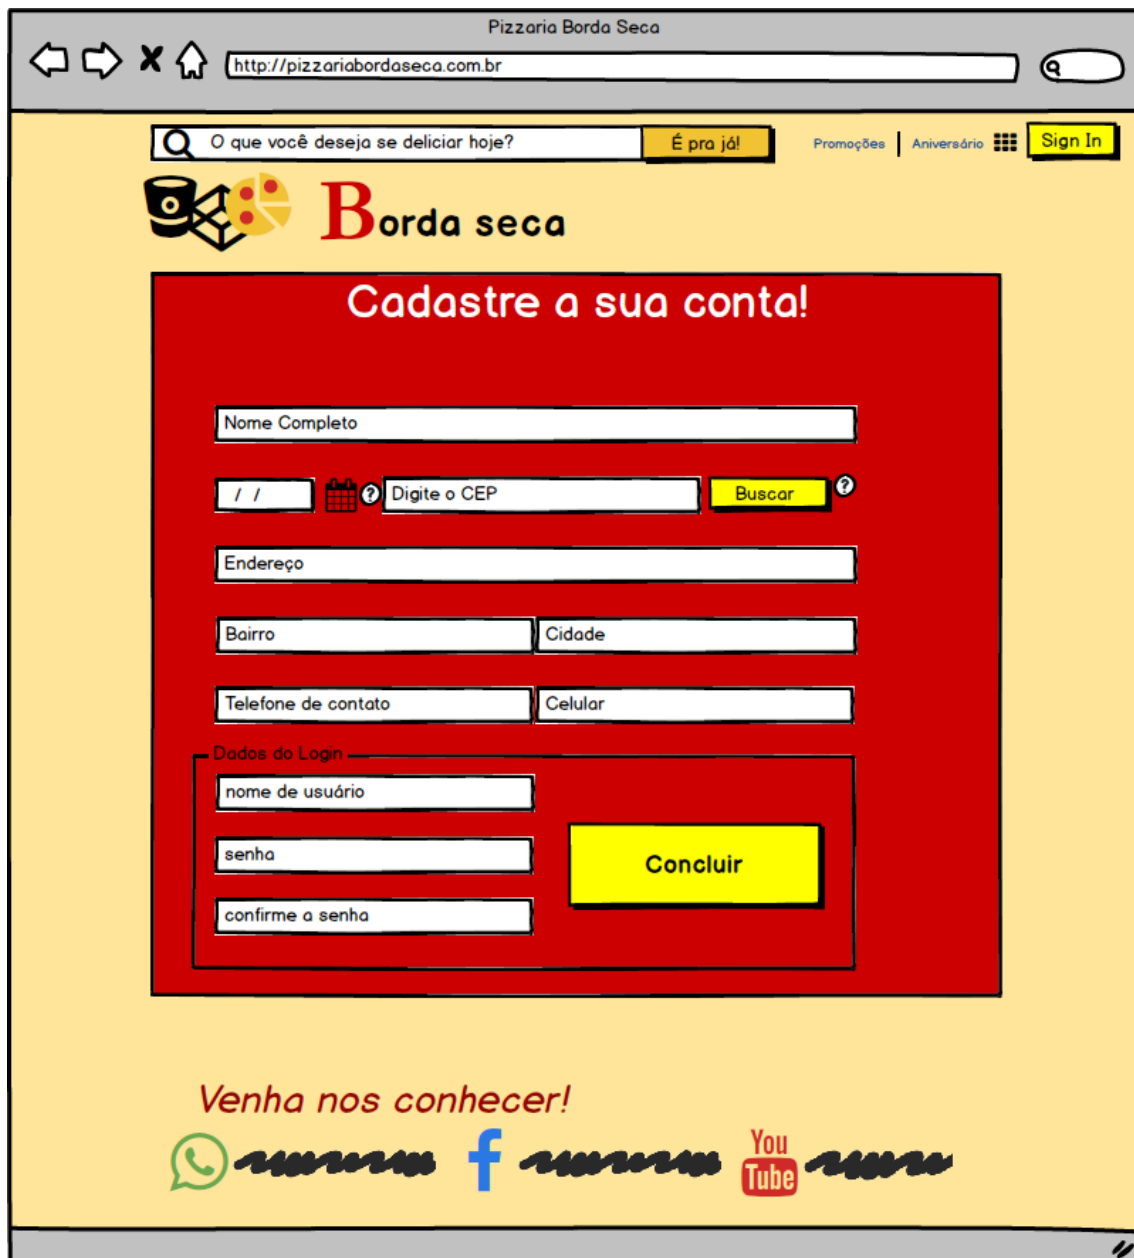 Pizzaria Borda Seca
http://pizzariabordaseca.com.br
O que você deseja se deliciar hoje? É pra já! Promoções Aniversário Sign In
Borda seca
Cadastre a sua conta!
Nome Completo
/ / ? Digite o CEP Buscar ?
Endereço
Bairro Cidade
Telefone de contato Celular
Dados do Login
nome de usuário
senha
Concluir
confirme a senha
Venha nos conhecer!
f You Tube